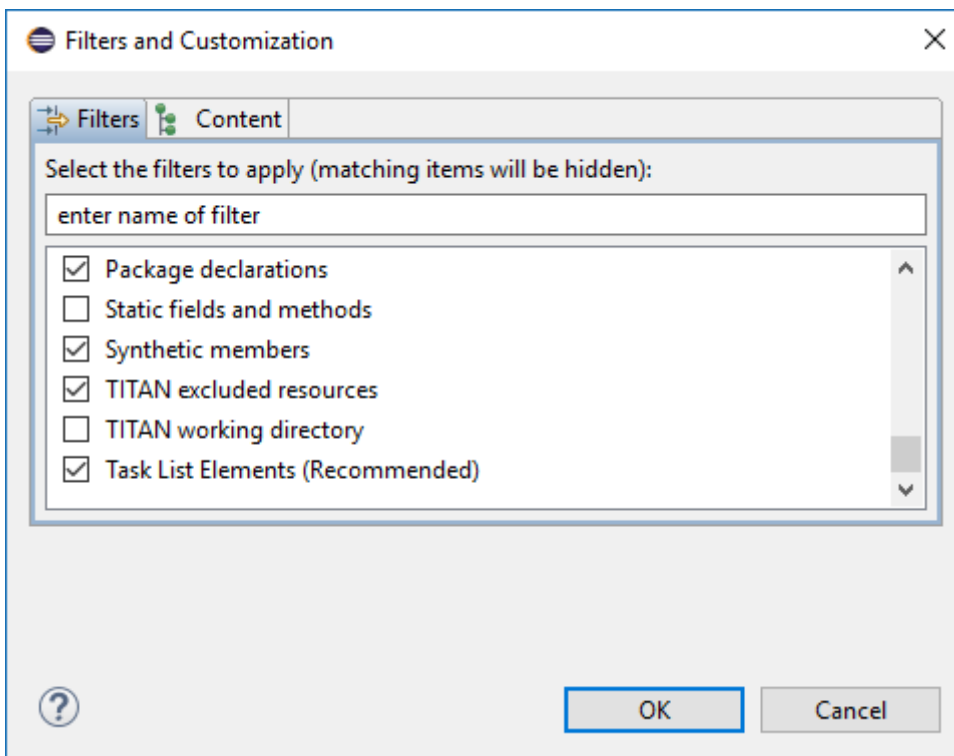 Filters and Customization
Filters Content
Select the filters to apply (matching items will be hidden):
enter name of filter
Package declarations
Static fields and methods
Synthetic members
TITAN excluded resources
TITAN working directory
Task List Elements (Recommended)
?
OK Cancel